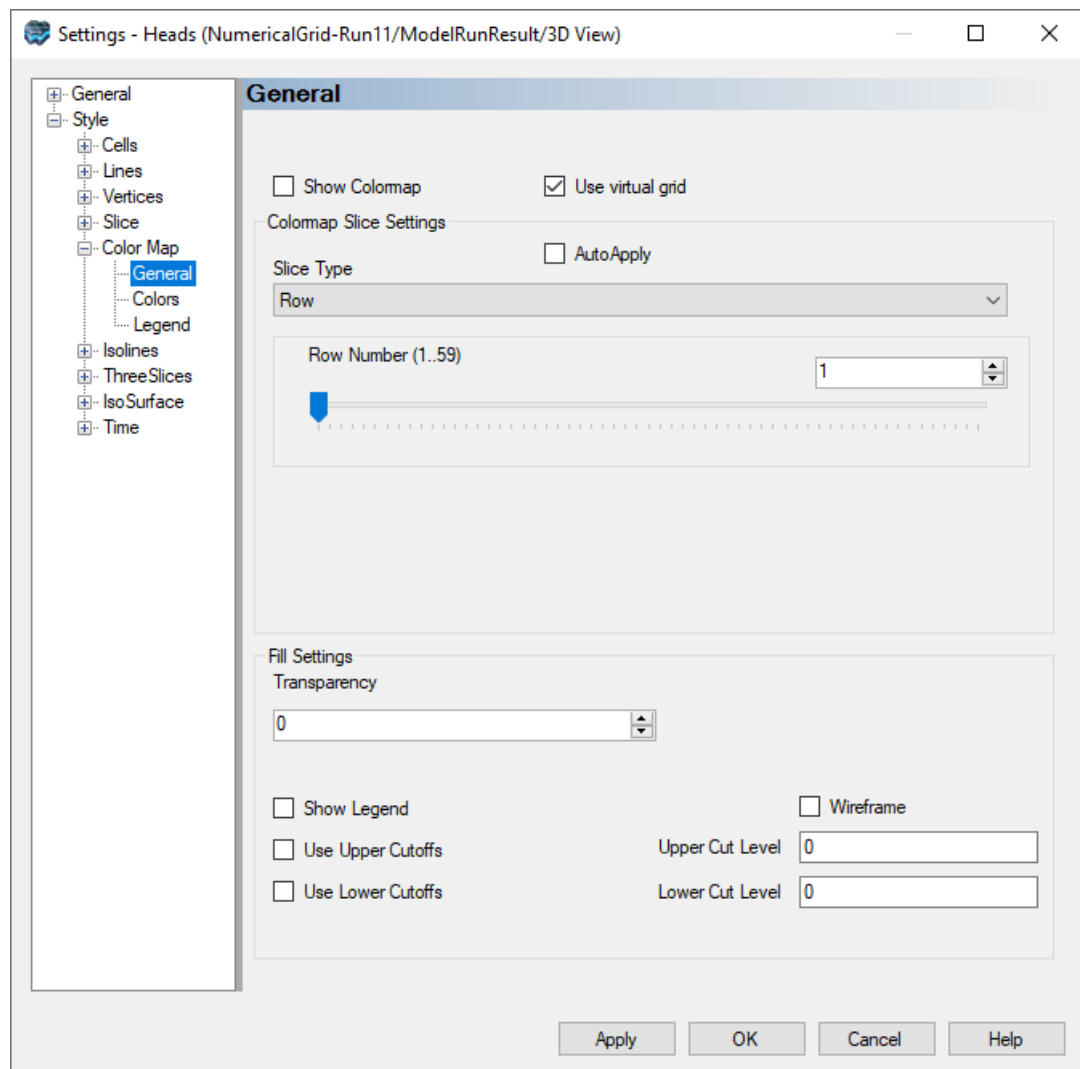 Settings - Heads (NumericalGrid-Run11/ModelRunResult/3D View)
General
Style
Cells
Lines
Vertices
Slice
Color Map
General
Colors
Legend
Isolines
ThreeSlices
IsoSurface
Time
General
Show Colormap
Use virtual grid
Colormap Slice Settings
AutoApply
Slice Type
Row
Row Number (1..59)
1
Fill Settings
Transparency
0
Show Legend
Wireframe
Use Upper Cutoffs
Upper Cut Level
0
Use Lower Cutoffs
Lower Cut Level
0
Apply
OK
Cancel
Help